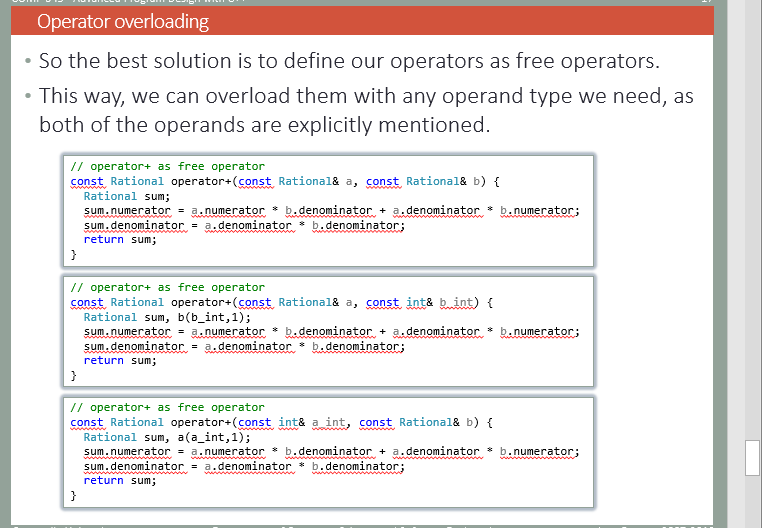 Operator overloading
• So the best solution is to define our operators as free operators.
• This way, we can overload them with any operand type we need, as
both of the operands are explicitly mentioned.
// operator+ as free operator
const Rational operator+(const Rational& a, const Rational& b) {
Rational sum;
sum.numerator = a.numerator * b.denominator + a.denominator * b.numerator;
sum.denominator = a.denominator * b.denominator;
return sum;
}
// operator+ as free operator
const Rational operator+(const Rational& a, const int& b_int) {
Rational sum, b(b_int,1);
sum.numerator = a.numerator * b.denominator + a.denominator * b.numerator;
sum.denominator = a.denominator * b.denominator;
return sum;
}
// operator+ as free operator
const Rational operator+(const int& a_int, const Rational& b) {
Rational sum, a(a_int,1);
sum.numerator = a.numerator * b.denominator + a.denominator * b.numerator;
sum.denominator = a.denominator * b.denominator;
return sum;
}